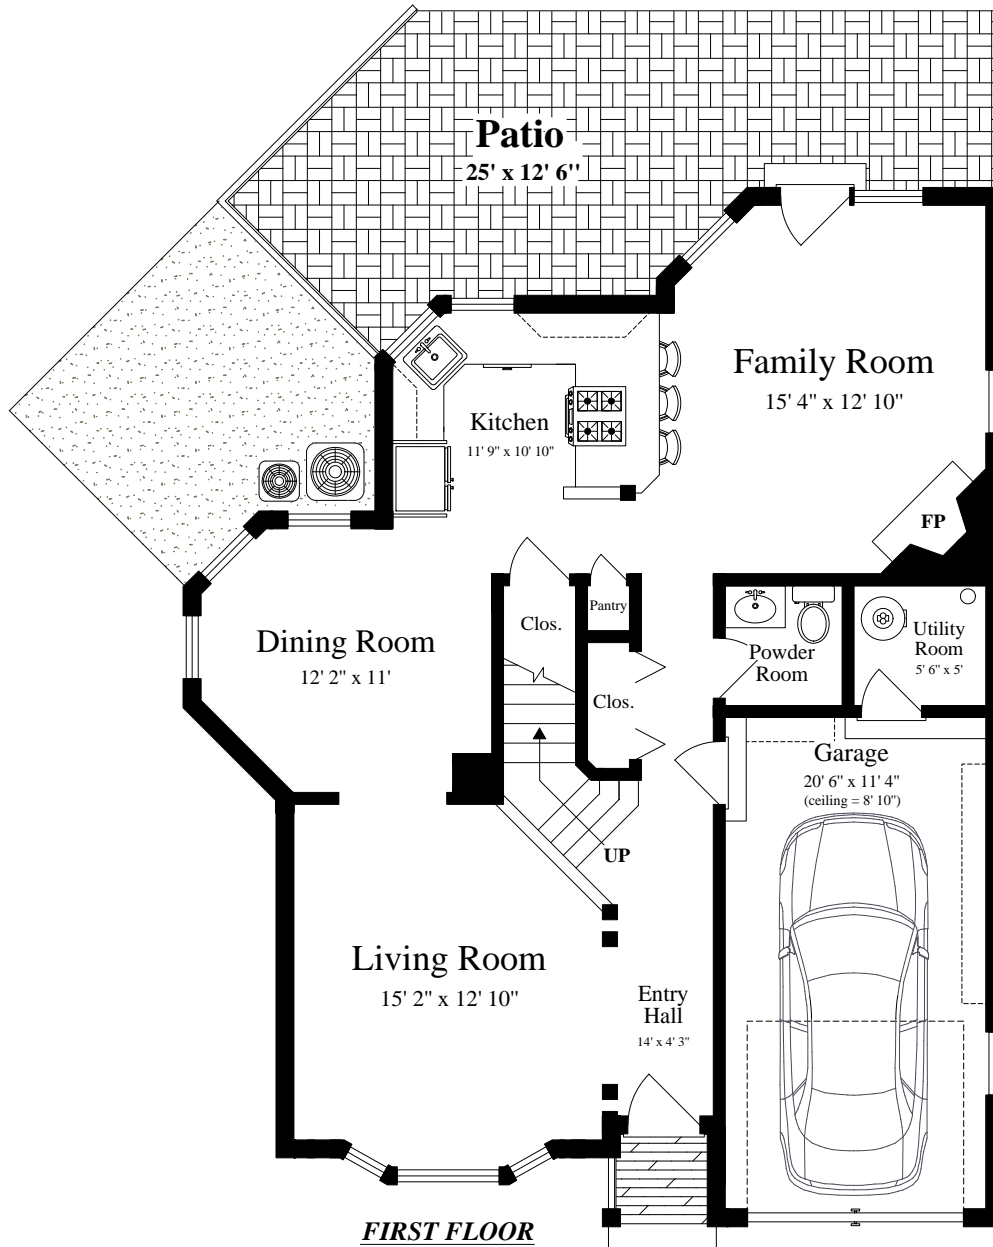 Patio
25' x 12' 6"
Family Room
15' 4" x 12' 10"
Kitchen
11' 9" x 10' 10"
FP
Clos.
Pantry
Dining Room
12' 2" x 11'
Clos.
Powder
Room
Utility
Room
5' 6" x 5'
Garage
20' 6" x 11' 4"
(ceiling = 8' 10")
UP
Living Room
15' 2" x 12' 10"
Entry
Hall
14' x 4' 3"
FIRST FLOOR